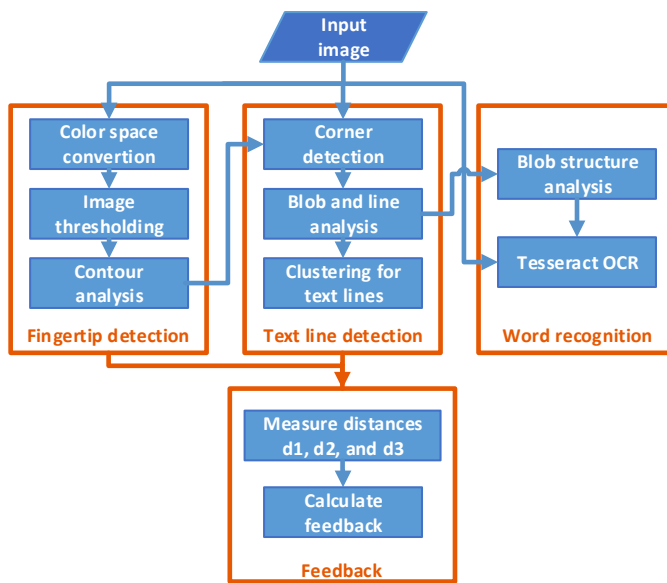 Input
image
Color space
convertion
Image
thresholding
Contour
analysis
Fingertip detection
Corner
detection
Blob and line
analysis
Clustering for
text lines
Text line detection
Blob structure
analysis
Tesseract OCR
Word recognition
Measure distances
d1, d2, and d3
Calculate
feedback
Feedback